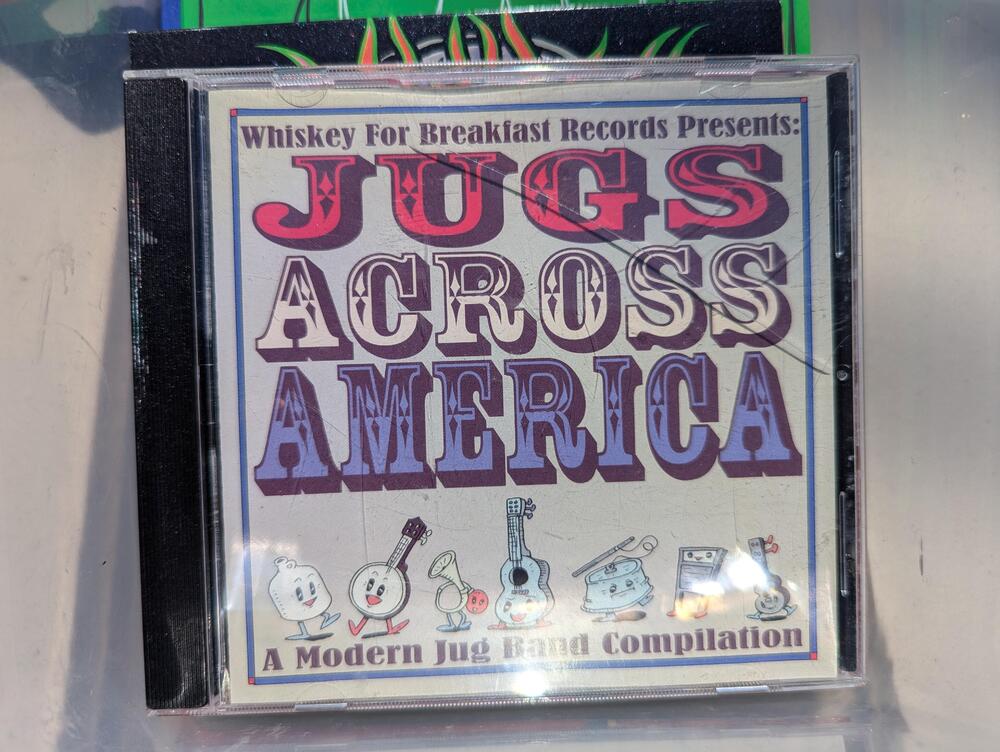 Whiskey For Breakfast Records Presents:
JUGS
ACROSS
AMERICA
A Modern Jug Band Compilation